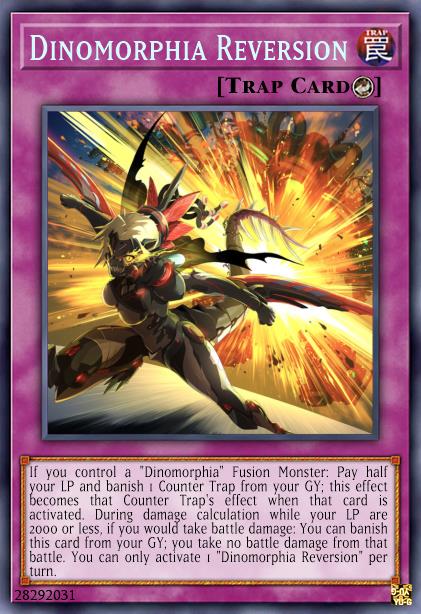 DINOMORPHIA REVERSION
TRAP
罠
[TRAP CARD]
If you control a "Dinomorphia" Fusion Monster: Pay half
your LP and banish 1 Counter Trap from your GY; this effect
becomes that Counter Trap's effect when that card is
activated. During damage calculation while your LP are
2000 or less, if you would take battle damage: You can banish
this card from your GY; you take no battle damage from that
battle. You can only activate 1 "Dinomorphia Reversion" per
turn.
28292031